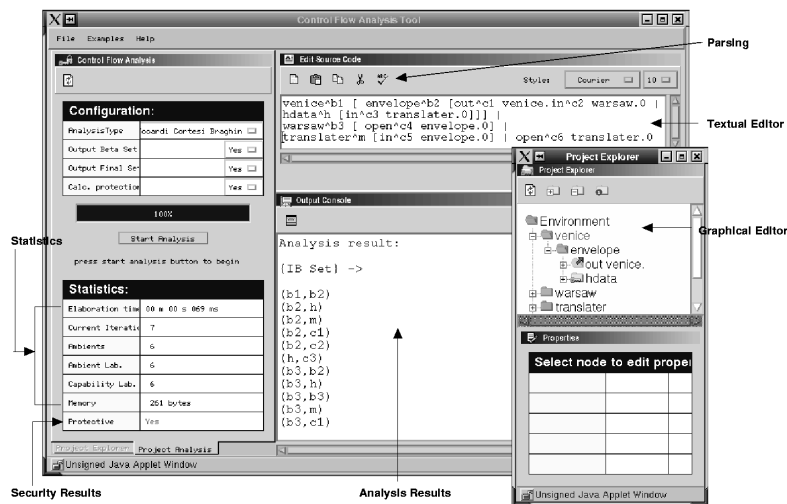 Control Flow Analysis Tool
File Examples Help
Control Flow Analysis
Configuration:
AnalysisType
Cortesi
Yes
Output Beta Set
Yes
Output Final Set
Yes
Calc. protection
Yes
100%
Start Analysis
press start analysis button to begin
Statistics:
Elaboration time 00 m 00 s 069 ms
Current Iteratic 7
Ambients 6
Ambient Lab. 6
Capability Lab. 6
Memory 261 bytes
Protective Yes
Project Explorer Project Analysis
Unsigned Java Applet Window
Edit Source Code
ABC
Style: Courier 10
venice^b1 [ envelope^b2 [out^c1 venice.in^c2 warsaw.0 |
hdata^h [in^c3 translater.0]]] |
warsaw^b3 [ open^c4 envelope.0] |
translater^m [in^c5 envelope.0] | open^c6 translater.0
Output Console
Analysis result:
[IB Set] ->
(b1,b2)
(b2,h)
(b2,m)
(b2,c1)
(b2,c2)
(h,c3)
(b3,b2)
(b3,h)
(b3,b3)
(b3,m)
(b3,c1)
Project Explorer
Project Explorer
Environment
venice
envelope
out venice.
hdata
warsaw
translater
Properties
Select node to edit proper
Unsigned Java Applet Window
Parsing
Textual Editor
Graphical Editor
Statistics
Security Results
Analysis Results